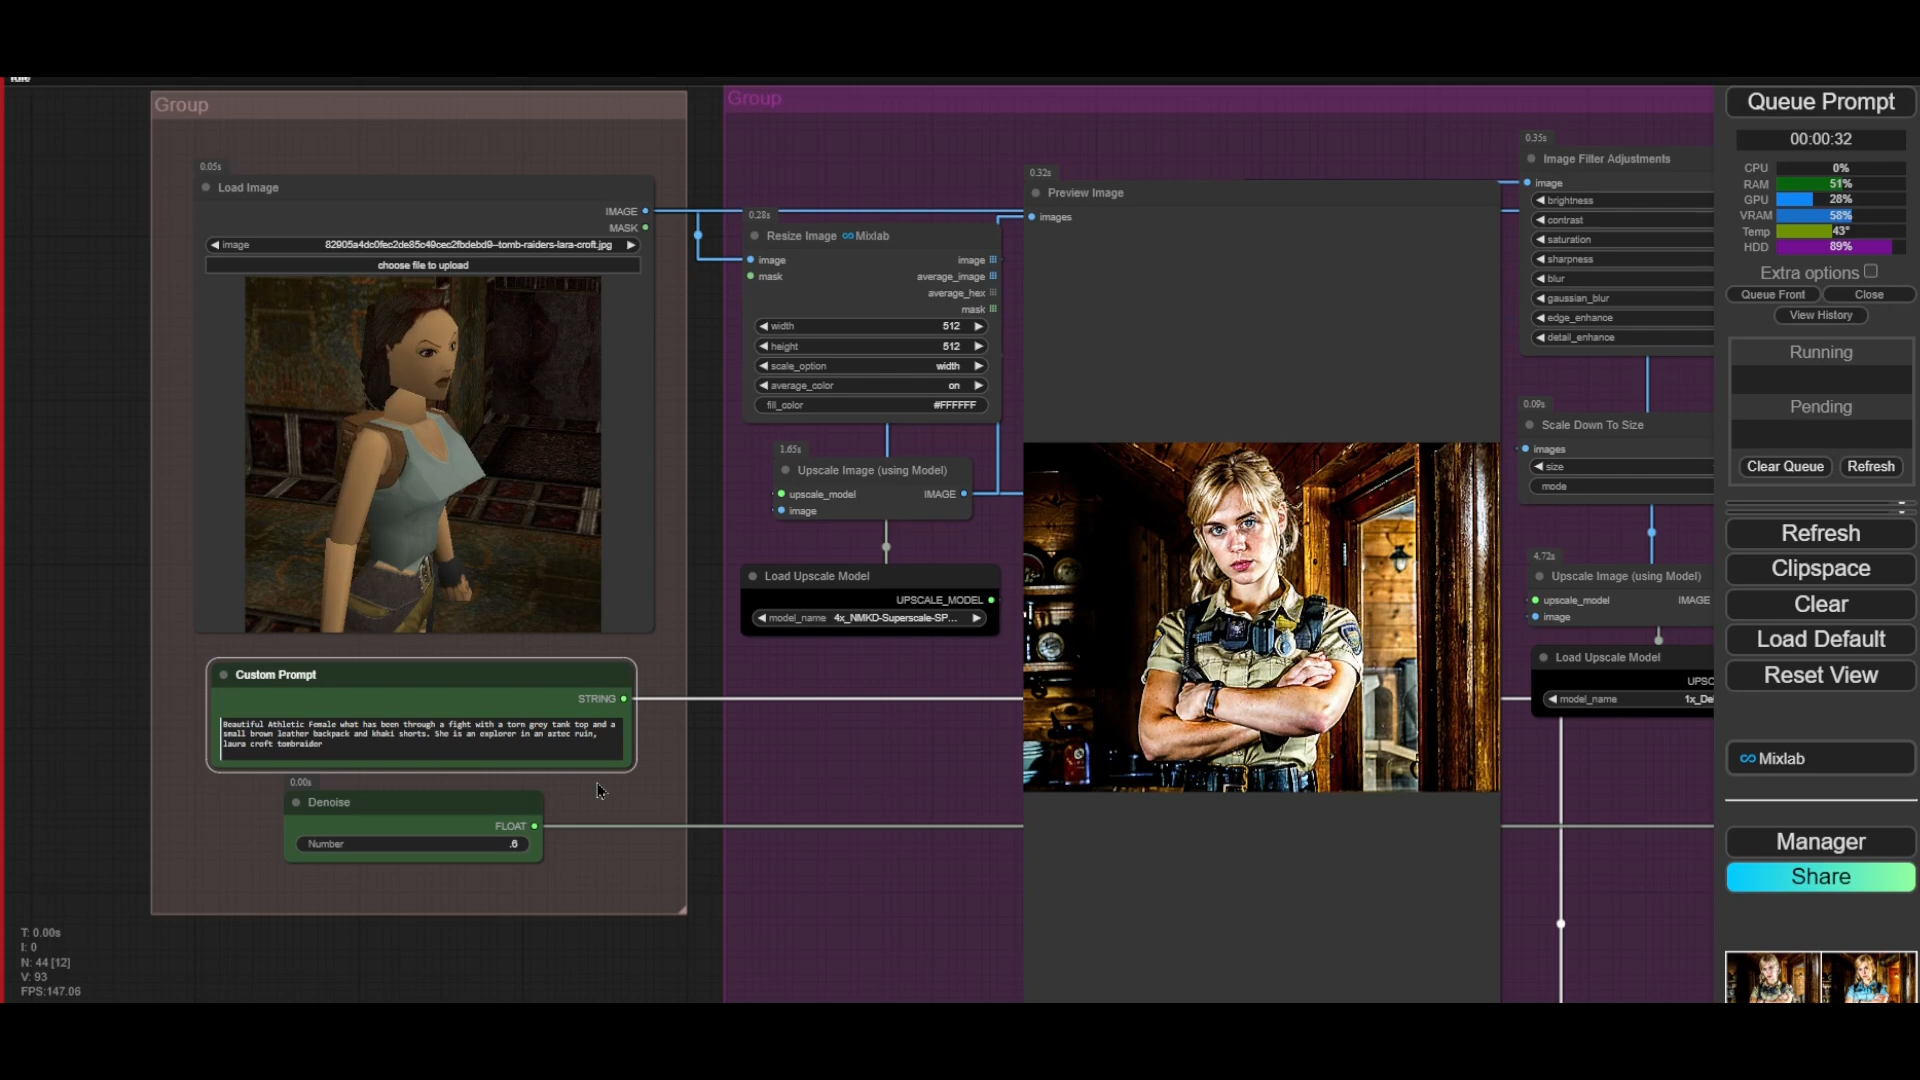 Idle
Group
0.05s
Load Image
IMAGE
MASK
image 82905a4dc0fec2de85c49cec2fbdebd9--tomb-raiders-lara-croft.jpg
choose file to upload
Custom Prompt
STRING
Beautiful Athletic Female what has been through a fight with a torn grey tank top and a
small brown leather backpack and khaki shorts. She is an explorer in an aztec ruin,
laura croft tombraider
0.00s
Denoise
FLOAT
Number .6
T: 0.00s
I: 0
N: 44 [12]
V: 93
FPS:147.06
Group
0.28s
Resize Image Mixlab
image image
mask average_image
average_hex
mask
width 512
height 512
scale_option width
average_color on
fill_color #FFFFFF
1.65s
Upscale Image (using Model)
upscale_model IMAGE
image
Load Upscale Model
UPSCALE_MODEL
model_name 4x_NMKD-Superscale-SP...
0.32s
Preview Image
images
0.35s
Image Filter Adjustments
image
brightness
contrast
saturation
sharpness
blur
gaussian_blur
edge_enhance
detail_enhance
0.09s
Scale Down To Size
images
size
mode
4.72s
Upscale Image (using Model)
upscale_model IMAGE
image
Load Upscale Model
UPSC
model_name 1x_De
Queue Prompt
00:00:32
CPU 0%
RAM 51%
GPU 28%
VRAM 58%
Temp 43°
HDD 89%
Extra options
Queue Front Close
View History
Running
Pending
Clear Queue Refresh
Refresh
Clipspace
Clear
Load Default
Reset View
Mixlab
Manager
Share